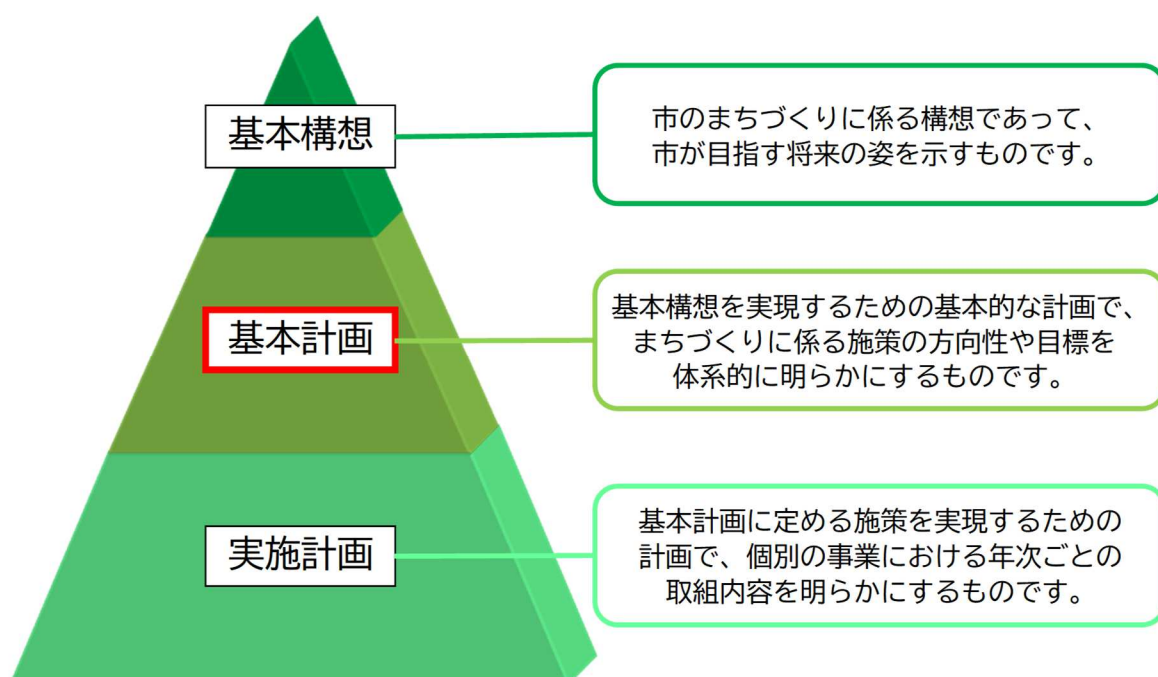 基本構想
市のまちづくりに係る構想であって、
市が目指す将来の姿を示すものです。
基本計画
基本構想を実現するための基本的な計画で、
まちづくりに係る施策の方向性や目標を
体系的に明らかにするものです。
実施計画
基本計画に定める施策を実現するための
計画で、個別の事業における年次ごとの
取組内容を明らかにするものです。